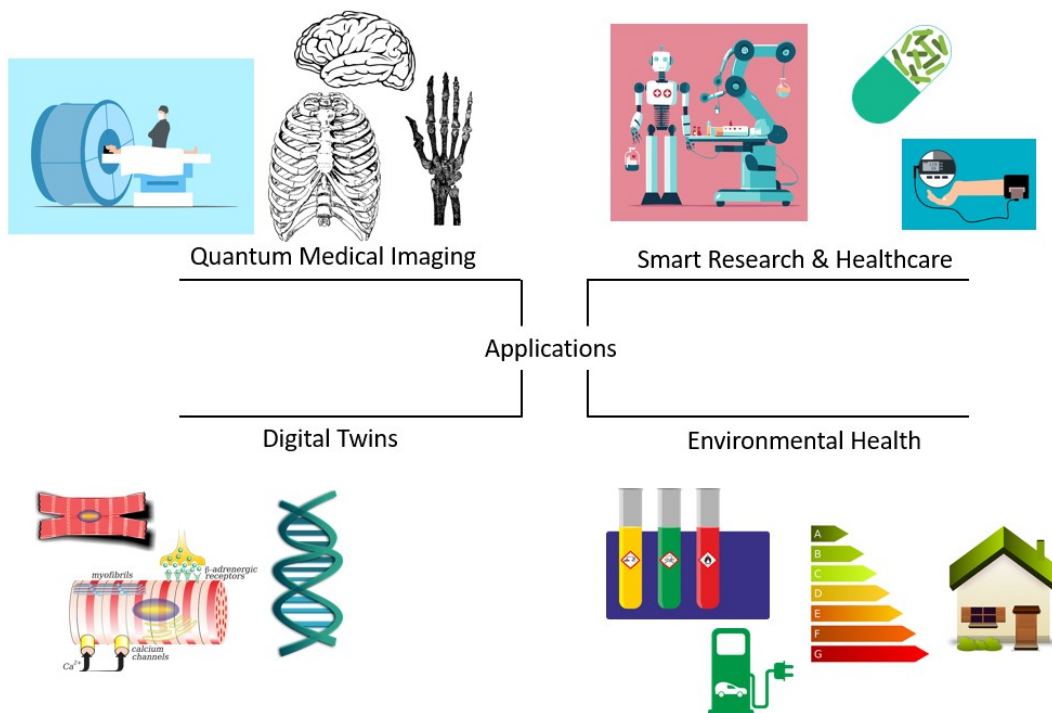 Quantum Medical Imaging
Smart Research & Healthcare
Applications
Digital Twins
Environmental Health
β-adrenergic
receptors
myofibrils
calcium
channels
Ca²⁺
A
B
C
D
E
F
G